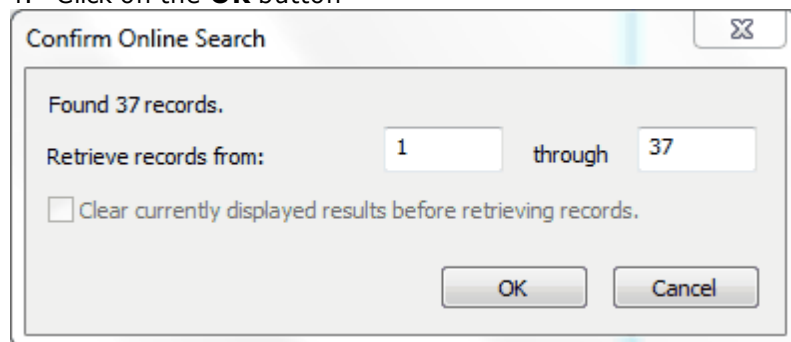 Click on the OK button
Confirm Online Search
Found 37 records.
Retrieve records from: 1 through 37
Clear currently displayed results before retrieving records.
OK Cancel